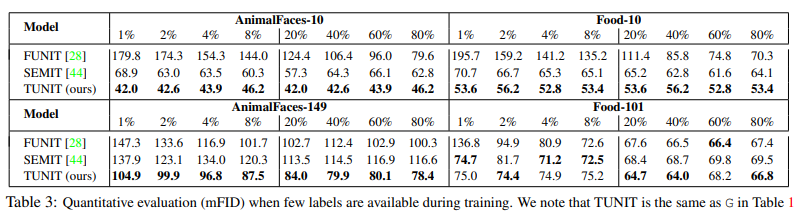 Model AnimalFaces-10 Food-10
1% 2% 4% 8% 20% 40% 60% 80% 1% 2% 4% 8% 20% 40% 60% 80%
FUNIT [28] 179.8 174.3 154.3 144.0 124.4 106.4 96.0 79.6 195.7 159.2 141.2 135.2 111.4 85.8 74.8 70.3
SEMIT [44] 68.9 63.0 63.5 60.3 57.3 64.3 66.1 62.8 70.7 66.7 65.3 65.1 65.2 62.8 61.6 64.1
TUNIT (ours) 42.0 42.6 43.9 46.2 42.0 42.6 43.9 46.2 53.6 56.2 52.8 53.4 53.6 56.2 52.8 53.4
Model AnimalFaces-149 Food-101
1% 2% 4% 8% 20% 40% 60% 80% 1% 2% 4% 8% 20% 40% 60% 80%
FUNIT [28] 147.3 133.6 116.9 101.7 102.7 112.4 102.9 100.3 136.8 94.9 80.9 72.6 67.6 66.5 66.4 67.4
SEMIT [44] 137.9 123.1 134.0 120.3 113.5 114.5 116.9 116.6 74.7 81.7 71.2 72.5 68.4 68.7 69.8 69.5
TUNIT (ours) 104.9 99.9 96.8 87.5 84.0 79.9 80.1 78.4 75.0 74.4 74.9 75.2 64.7 64.0 68.2 66.8
Table 3: Quantitative evaluation (mFID) when few labels are available during training. We note that TUNIT is the same as G in Table 1